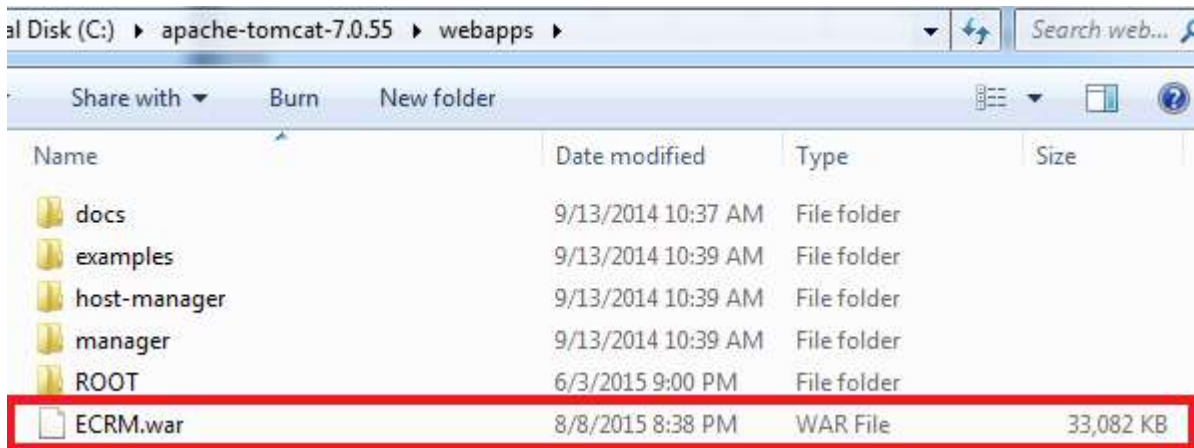 al Disk (C:) apache-tomcat-7.0.55 webapps Search web...
Share with Burn New folder
Name Date modified Type Size
docs 9/13/2014 10:37 AM File folder
examples 9/13/2014 10:39 AM File folder
host-manager 9/13/2014 10:39 AM File folder
manager 9/13/2014 10:39 AM File folder
ROOT 6/3/2015 9:00 PM File folder
ECRM.war 8/8/2015 8:38 PM WAR File 33,082 KB